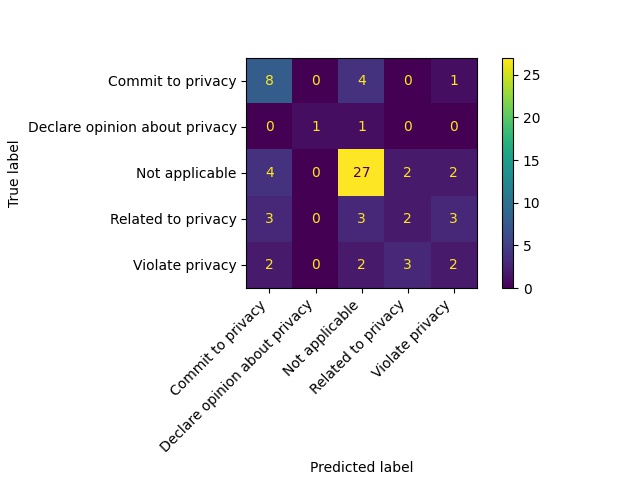 Commit to privacy 8 0 4 0 1
Declare opinion about privacy 0 1 1 0 0
Not applicable 4 0 27 2 2
Related to privacy 3 0 3 2 3
Violate privacy 2 0 2 3 2
True label
Commit to privacy
Declare opinion about privacy
Not applicable
Related to privacy
Violate privacy
Predicted label
25
20
15
10
5
0